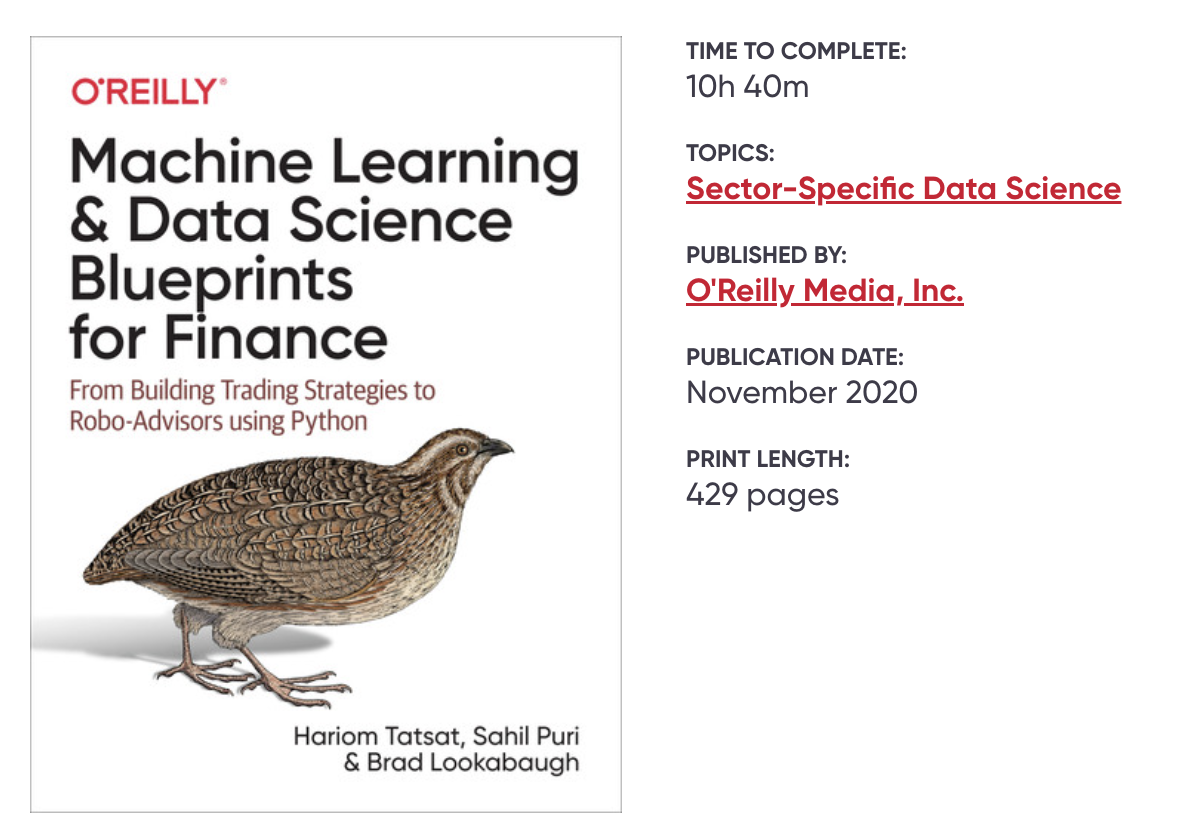 O'REILLY®
Machine Learning
& Data Science
Blueprints
for Finance
From Building Trading Strategies to
Robo-Advisors using Python
Hariom Tatsat, Sahil Puri
& Brad Lookabaugh
TIME TO COMPLETE:
10h 40m
TOPICS:
Sector-Specific Data Science
PUBLISHED BY:
O'Reilly Media, Inc.
PUBLICATION DATE:
November 2020
PRINT LENGTH:
429 pages